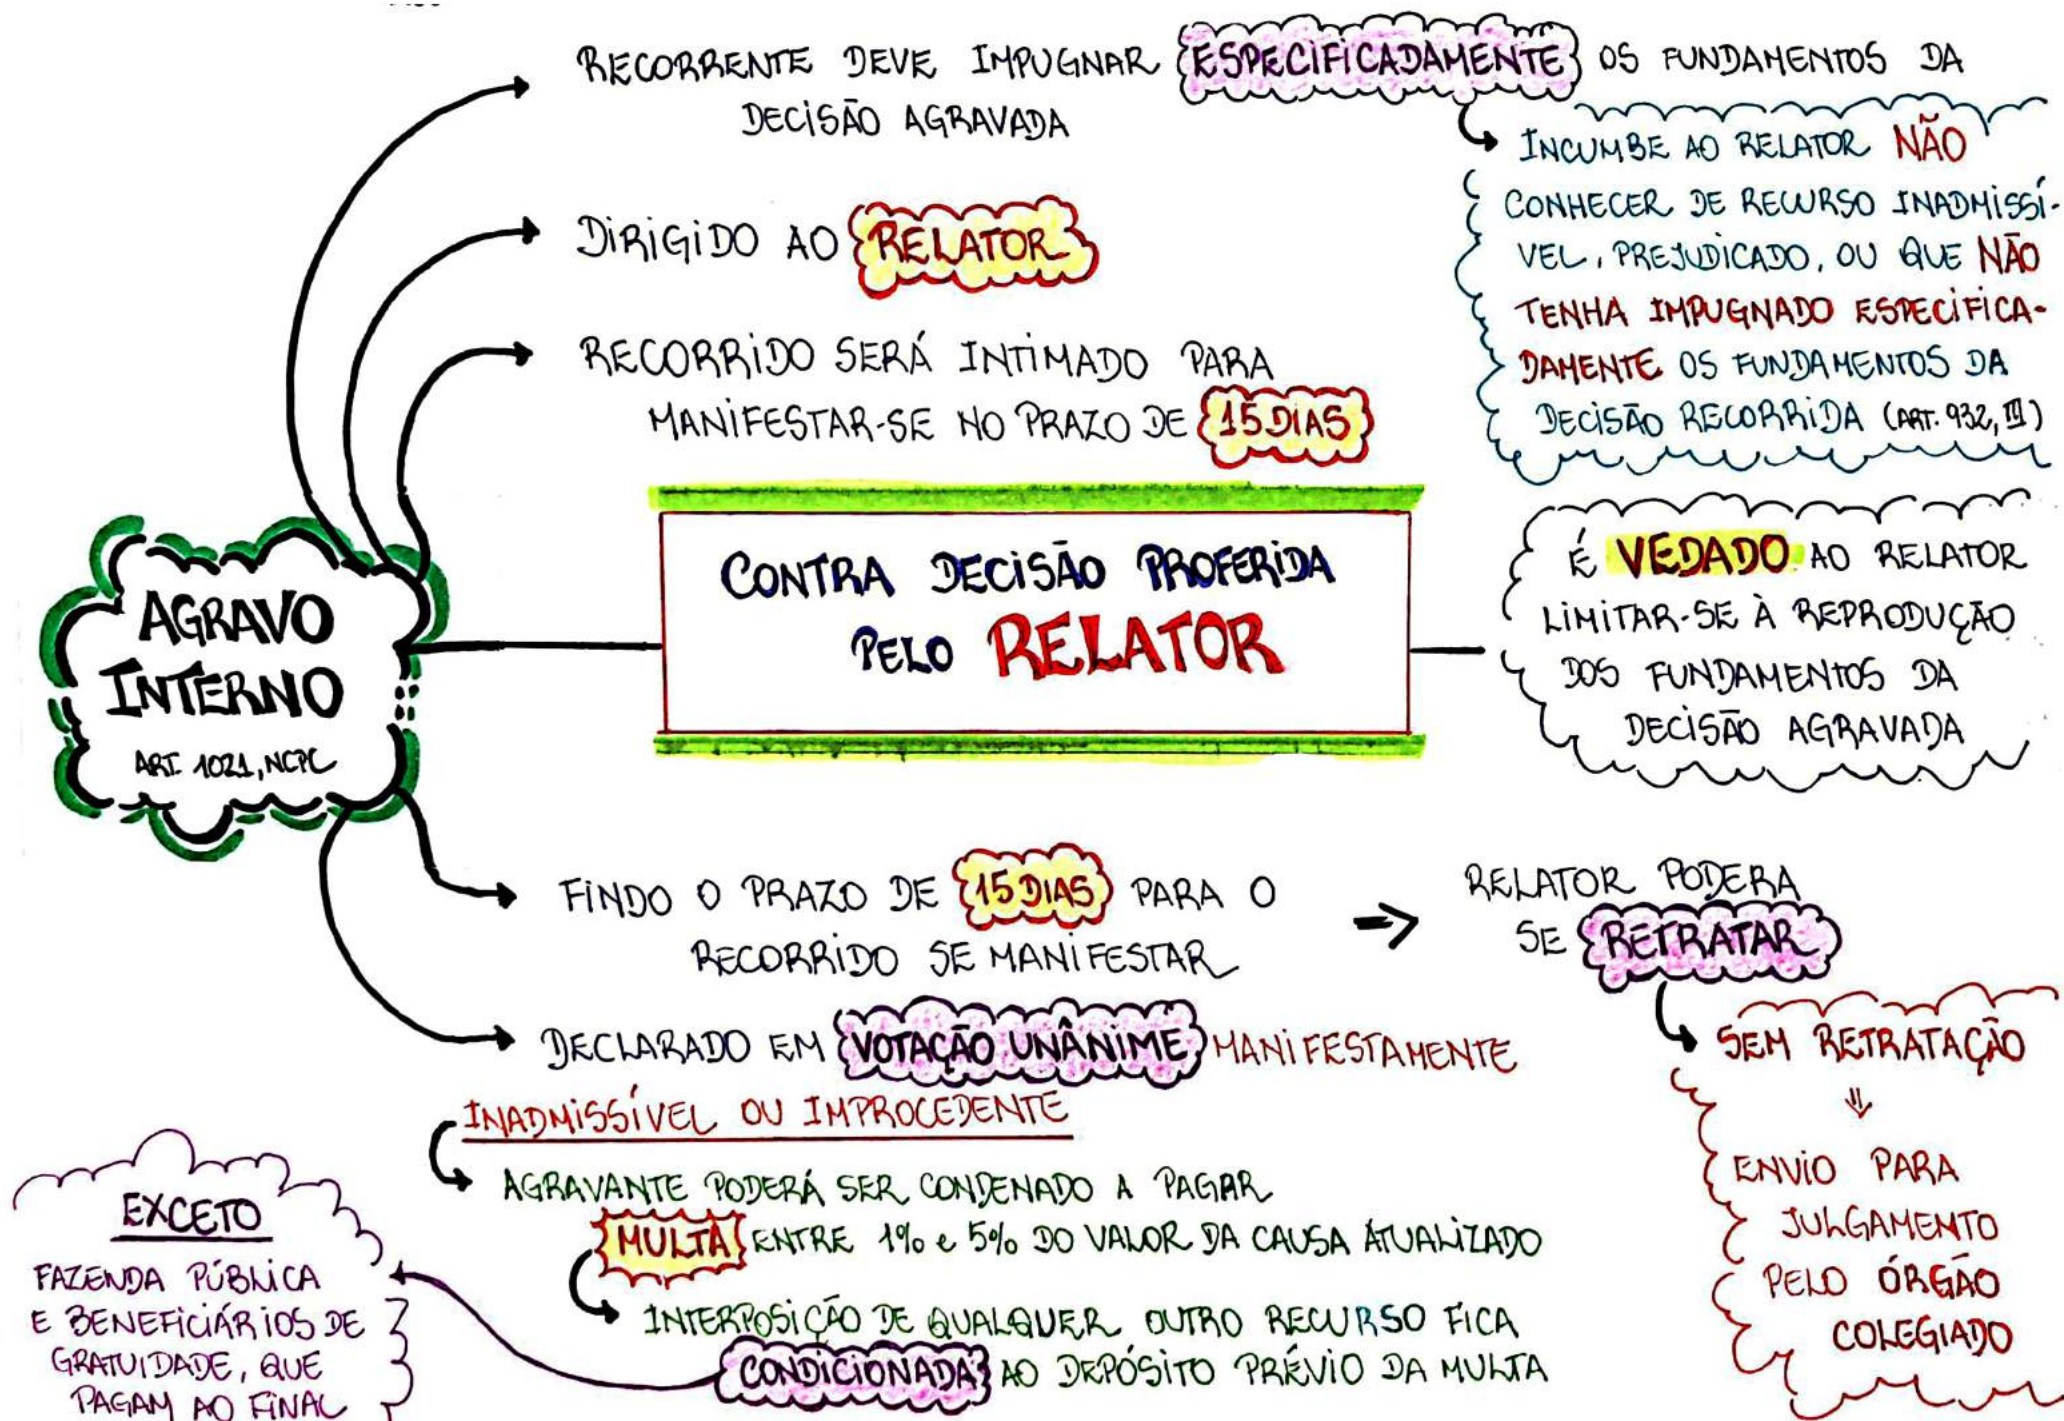 RECORRENTE DEVE IMPUGNAR ESPECIFICADAMENTE OS FUNDAMENTOS DA
DECISÃO AGRAVADA
INCUMBE AO RELATOR NÃO
CONHECER DE RECURSO INADMISSÍ-
VEL, PREJUDICADO, OU QUE NÃO
TENHA IMPUGNADO ESPECIFICA-
DAMENTE OS FUNDAMENTOS DA
DECISÃO RECORRIDA (ART. 932, III)
DIRIGIDO AO RELATOR
RECORRIDO SERÁ INTIMADO PARA
MANIFESTAR-SE NO PRAZO DE 15 DIAS
AGRAVO
INTERNO
ART. 1021, NCPC
CONTRA DECISÃO PROFERIDA
PELO RELATOR
É VEDADO AO RELATOR
LIMITAR-SE À REPRODUÇÃO
DOS FUNDAMENTOS DA
DECISÃO AGRAVADA
FINDO O PRAZO DE 15 DIAS PARA O
RECORRIDO SE MANIFESTAR
=>
RELATOR PODERA
SE RETRATAR
SEM RETRATAÇÃO
ENVIO PARA
JULGAMENTO
PELO ÓRGÃO
COLEGIADO
DECLARADO EM VOTAÇÃO UNÂNIME MANIFESTAMENTE
INADMISSÍVEL OU IMPROCEDENTE
AGRAVANTE PODERÁ SER CONDENADO A PAGAR
MULTA ENTRE 1% e 5% DO VALOR DA CAUSA ATUALIZADO
INTERPOSIÇÃO DE QUALQUER OUTRO RECURSO FICA
CONDICIONADA AO DEPÓSITO PRÉVIO DA MULTA
EXCETO
FAZENDA PÚBLICA
E BENEFICIÁRIOS DE
GRATUIDADE, QUE
PAGAM AO FINAL